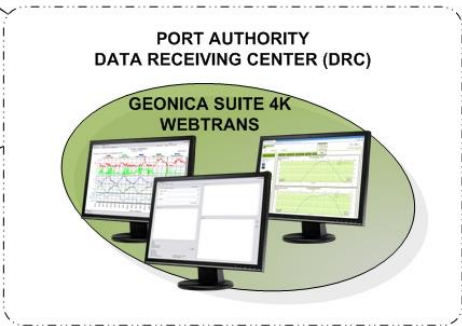 PORT AUTHORITY
DATA RECEIVING CENTER (DRC)
GEONICA SUITE 4K
WEBTRANS